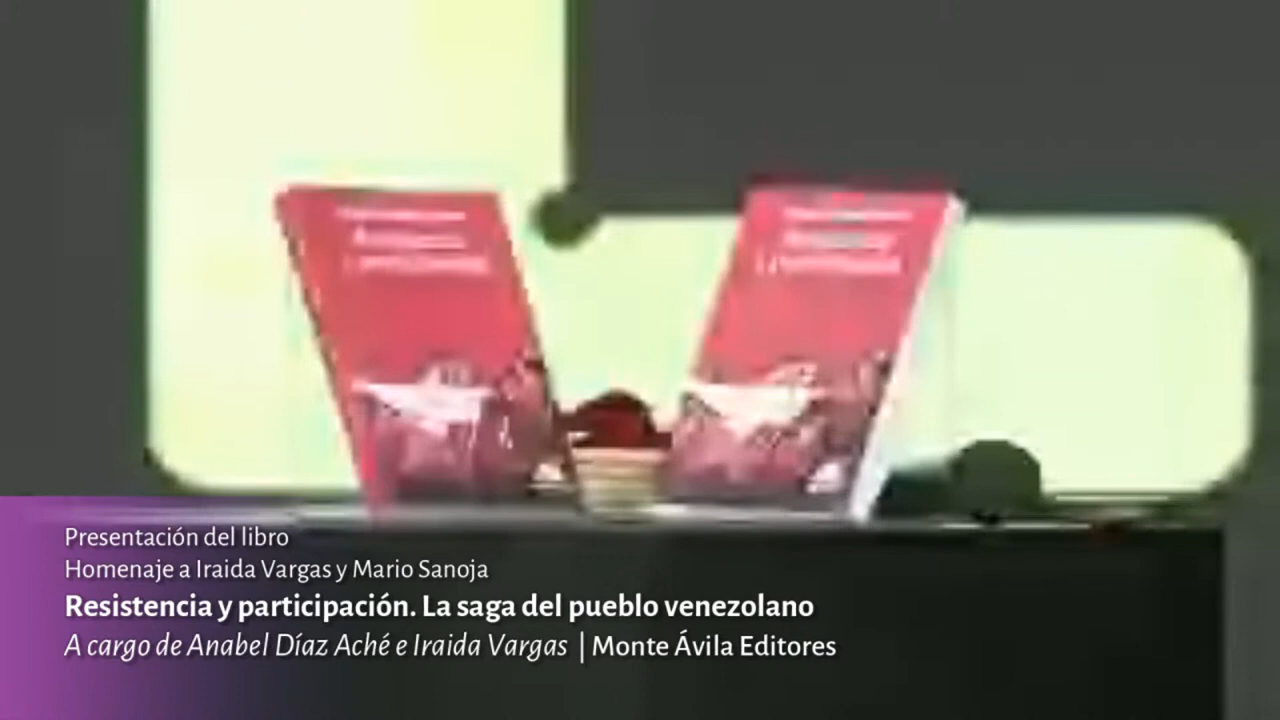 Presentación del libro
Homenaje a Iraida Vargas y Mario Sanoja
Resistencia y participación. La saga del pueblo venezolano
A cargo de Anabel Díaz Aché e Iraida Vargas | Monte Ávila Editores